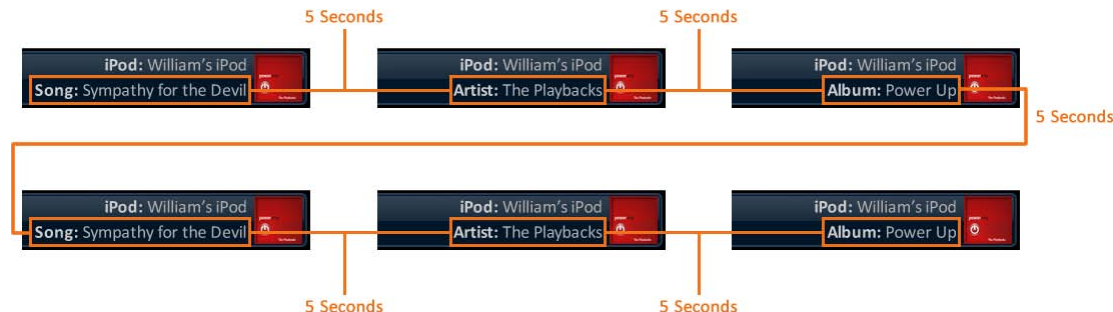 5 Seconds
5 Seconds
iPod: William's iPod
Song: Sympathy for the Devil
iPod: William's iPod
Artist: The Playbacks
iPod: William's iPod
Album: Power Up
5 Seconds
iPod: William's iPod
Song: Sympathy for the Devil
iPod: William's iPod
Artist: The Playbacks
iPod: William's iPod
Album: Power Up
5 Seconds
5 Seconds